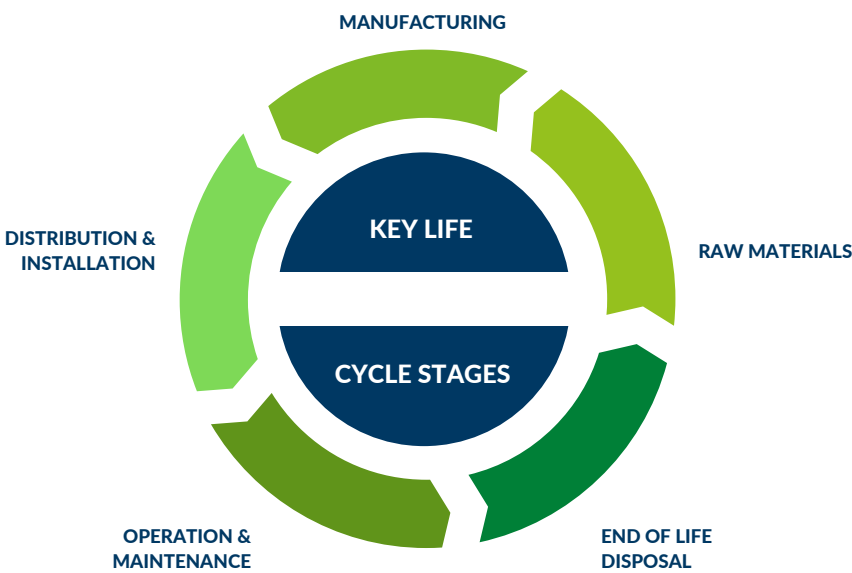 MANUFACTURING
KEY LIFE
DISTRIBUTION &
INSTALLATION
RAW MATERIALS
CYCLE STAGES
OPERATION &
MAINTENANCE
END OF LIFE
DISPOSAL